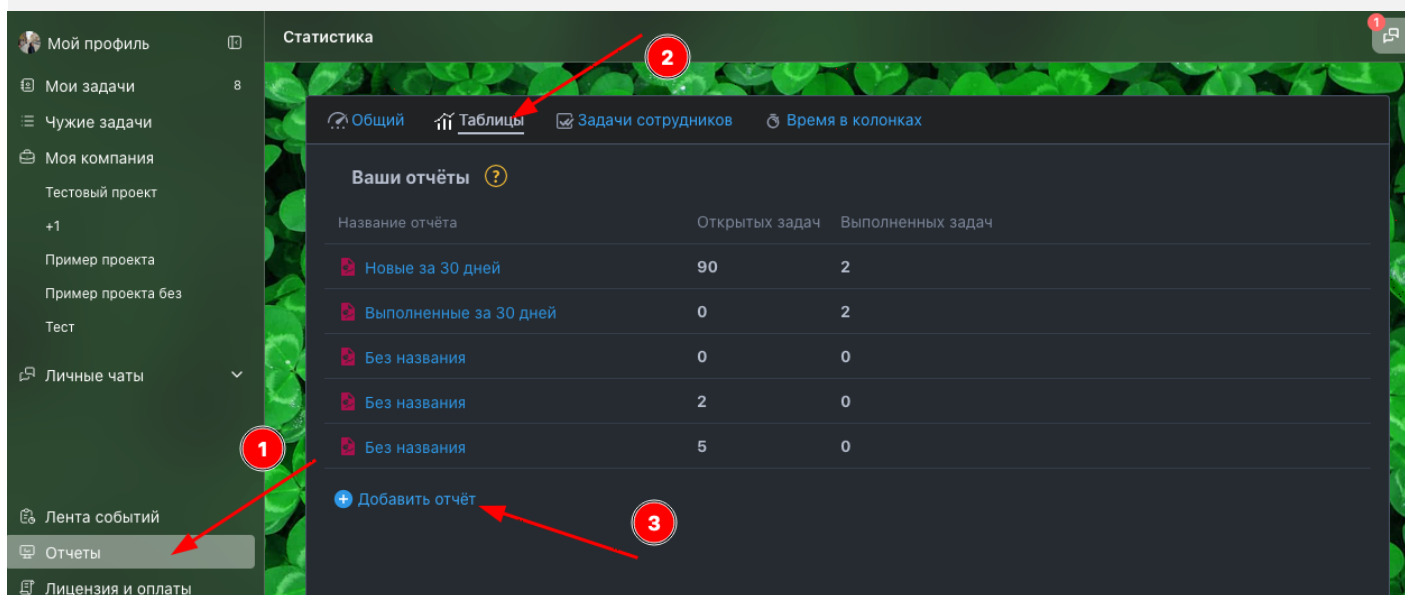 Мой профиль
Мои задачи 8
Чужие задачи
Моя компания
Тестовый проект
+1
Пример проекта
Пример проекта без
Тест
Личные чаты
1
Лента событий
Отчеты
Лицензия и оплаты
Статистика
2
1
Общий Таблицы Задачи сотрудников Время в колонках
Ваши отчёты ?
Название отчёта Открытых задач Выполненных задач
Новые за 30 дней 90 2
Выполненные за 30 дней 0 2
Без названия 0 0
Без названия 2 0
Без названия 5 0
Добавить отчёт
3